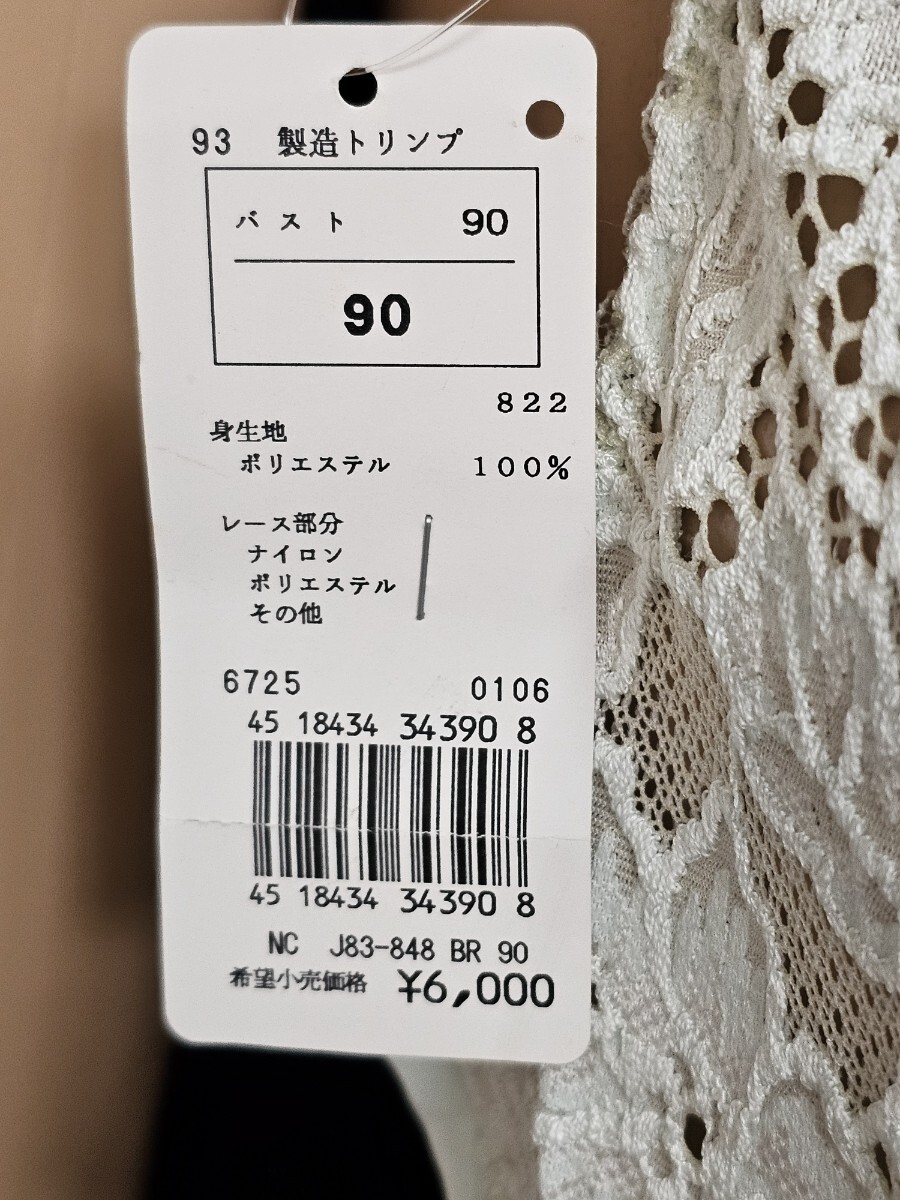 93 製造トリンプ
バスト 90
90
822
身生地
ポリエステル 100%
レース部分
ナイロン
ポリエステル
その他
6725 0106
45 18434 34390 8
45 18434 34390 8
NC J83-848 BR 90
希望小売価格 ¥6,000